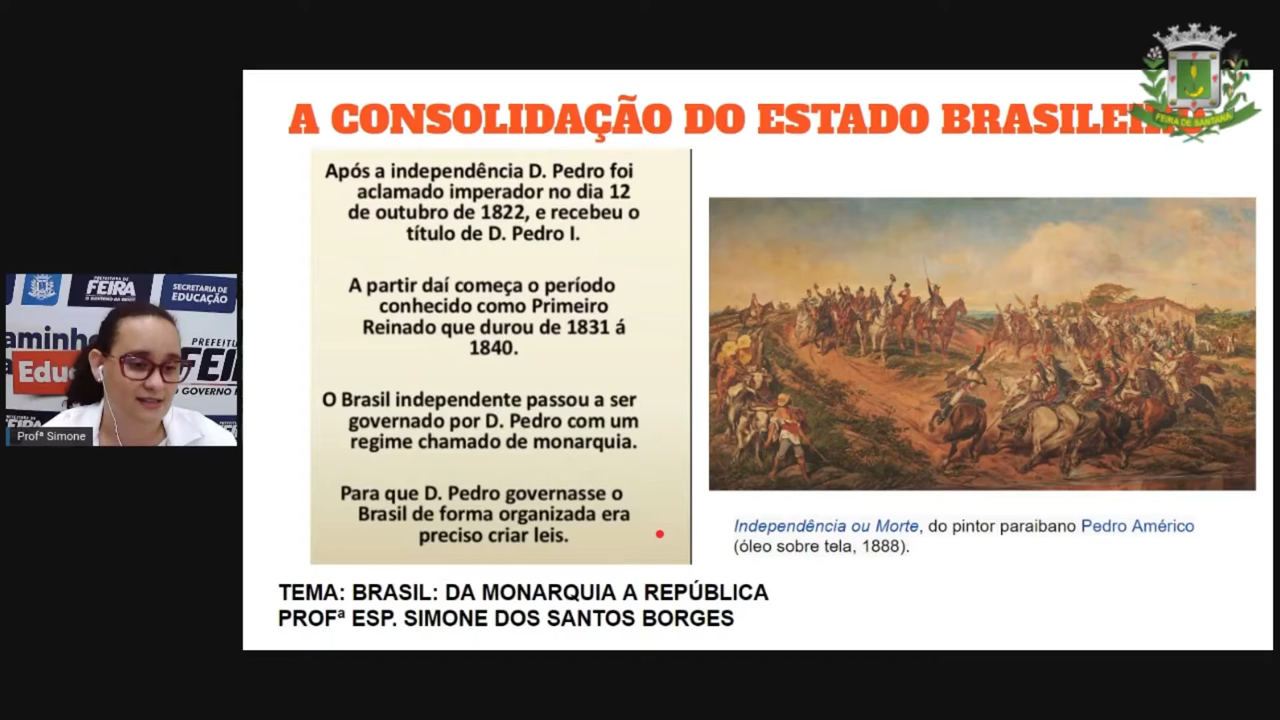 A CONSOLIDAÇÃO DO ESTADO
FEIRA DE SANTANA
Após a independência D. Pedro foi
aclamado imperador no dia 12
de outubro de 1822, e recebeu o
título de D. Pedro I.
A partir daí começa o período
conhecido como Primeiro
Reinado que durou de 1831 á
1840.
O Brasil independente passou a ser
governado por D. Pedro com um
regime chamado de monarquia.
Para que D. Pedro governasse o
Brasil de forma organizada era
preciso criar leis.
Independência ou Morte, do pintor paraibano Pedro Américo
(óleo sobre tela, 1888).
TEMA: BRASIL: DA MONARQUIA A REPÚBLICA
PROFª ESP. SIMONE DOS SANTOS BORGES
FEIRA
SECRETARIA DE
EDUCAÇÃO
Profª Simone